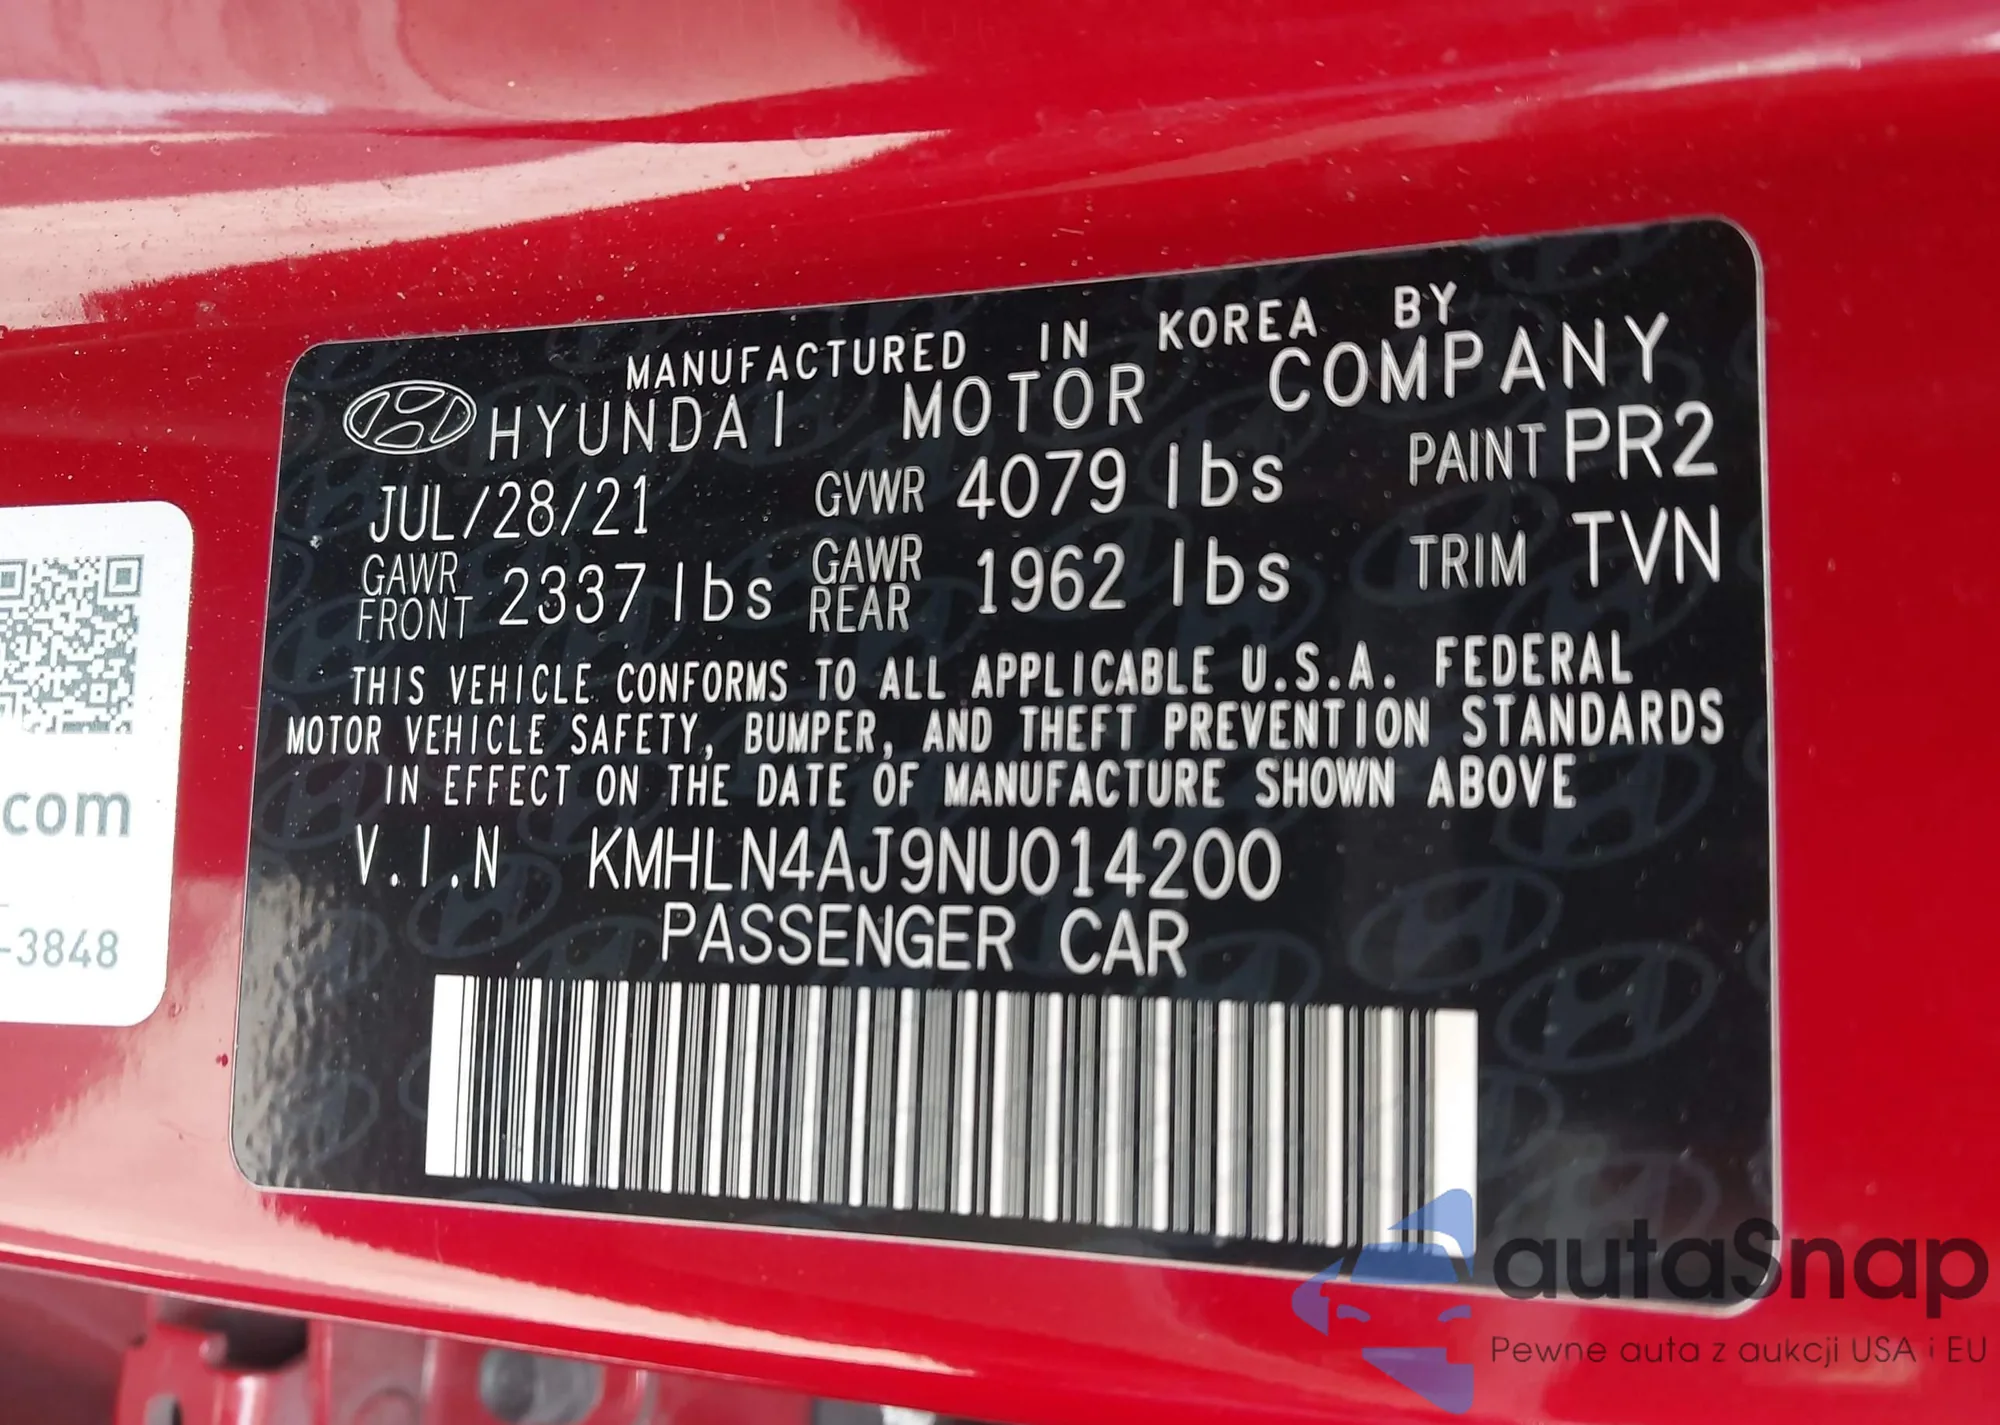 MANUFACTURED IN KOREA BY
HYUNDAI MOTOR COMPANY
JUL/28/21 GVWR 4079 lbs PAINT PR2
GAWR FRONT 2337 lbs GAWR REAR 1962 lbs TRIM TVN
THIS VEHICLE CONFORMS TO ALL APPLICABLE U.S.A. FEDERAL
MOTOR VEHICLE SAFETY, BUMPER, AND THEFT PREVENTION STANDARDS
IN EFFECT ON THE DATE OF MANUFACTURE SHOWN ABOVE
V.I.N KMHLN4AJ9NU014200
PASSENGER CAR
.com
-3848
autaSnap
Pewne auta z aukcji USA i EU